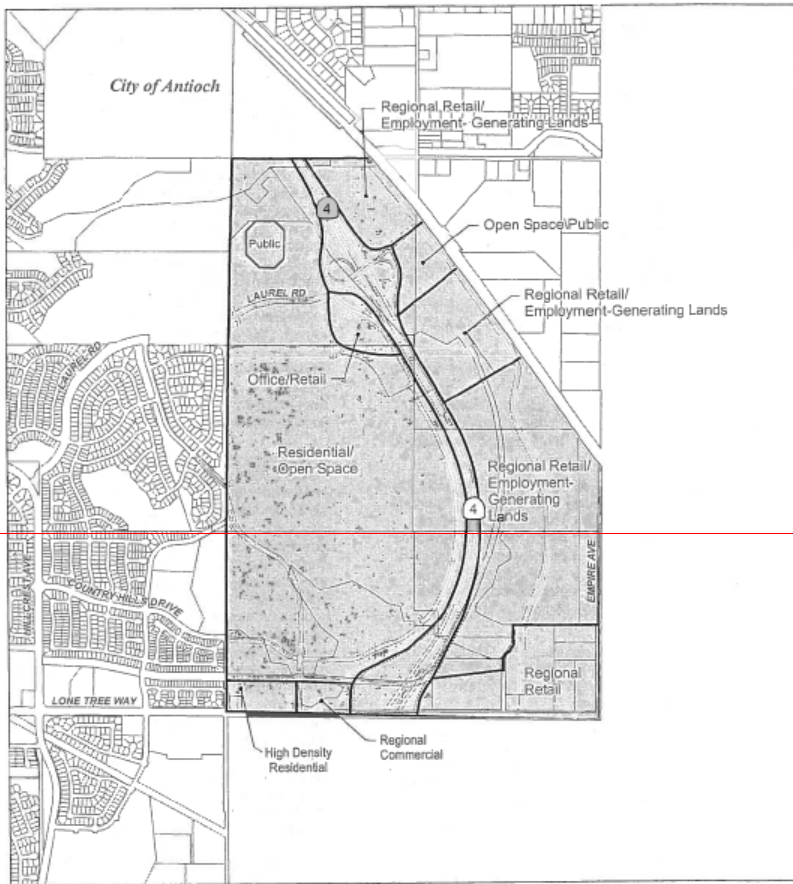 City of Antioch
Regional Retail/
Employment- Generating Lands
4
Open Space\Public
Public
LAUREL RD
Regional Retail/
Employment-Generating Lands
LAUREL RD
Office/Retail
Residential/
Open Space
Regional Retail/
Employment-
Generating
Lands
4
EMPIRE AVE
HILLCREST AVE
COUNTRY HILLS DRIVE
Regional
Retail
LONE TREE WAY
High Density
Residential
Regional
Commercial